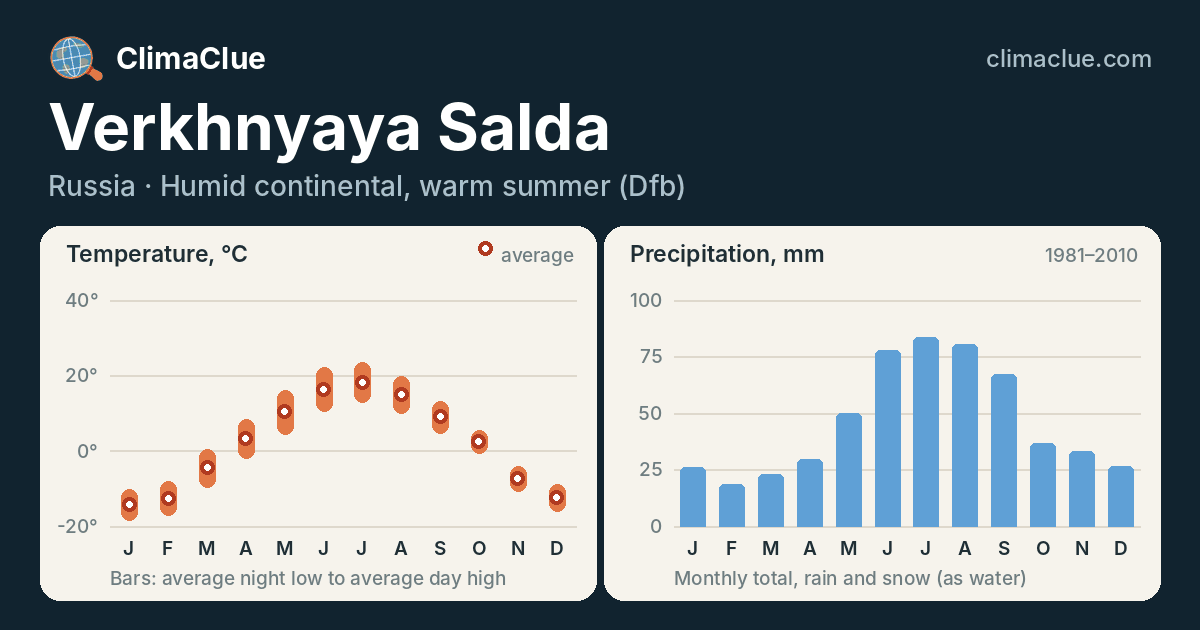 ClimaClue
climaclue.com
Verkhnyaya Salda
Russia · Humid continental, warm summer (Dfb)
Temperature, °C
average
40°
20°
0°
-20°
J F M A M J J A S O N D
Bars: average night low to average day high
Precipitation, mm
1981–2010
100
75
50
25
0
J F M A M J J A S O N D
Monthly total, rain and snow (as water)